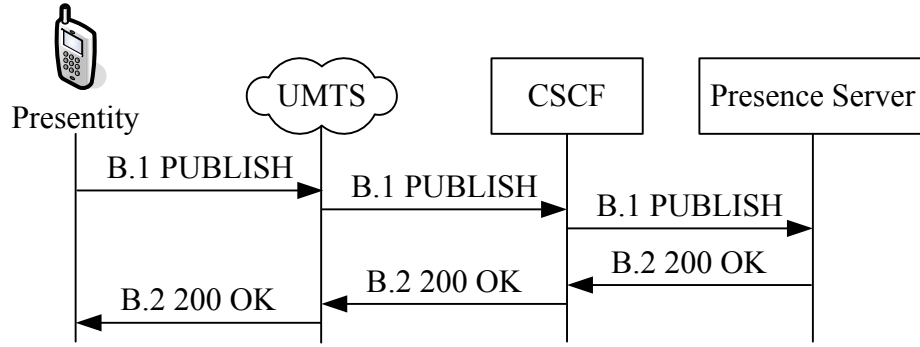 UMTS
CSCF
Presence Server
Presentity
B.1 PUBLISH
B.1 PUBLISH
B.1 PUBLISH
B.2 200 OK
B.2 200 OK
B.2 200 OK